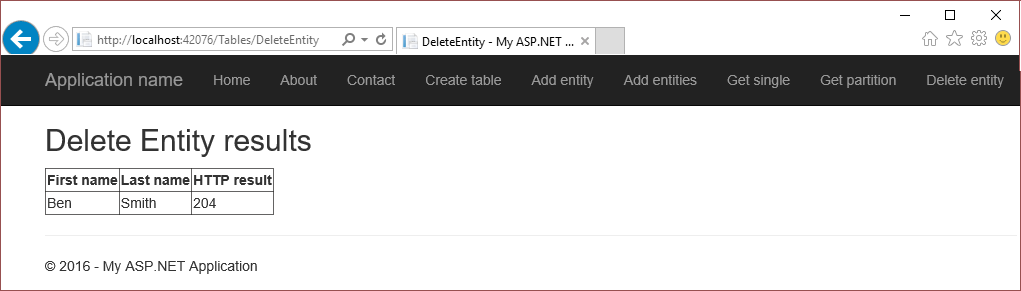 http://localhost:42076/Tables/DeleteEntity
DeleteEntity - My ASP.NET ...
Application name Home About Contact Create table Add entity Add entities Get single Get partition Delete entity
Delete Entity results
First name Last name HTTP result
Ben Smith 204
© 2016 - My ASP.NET Application